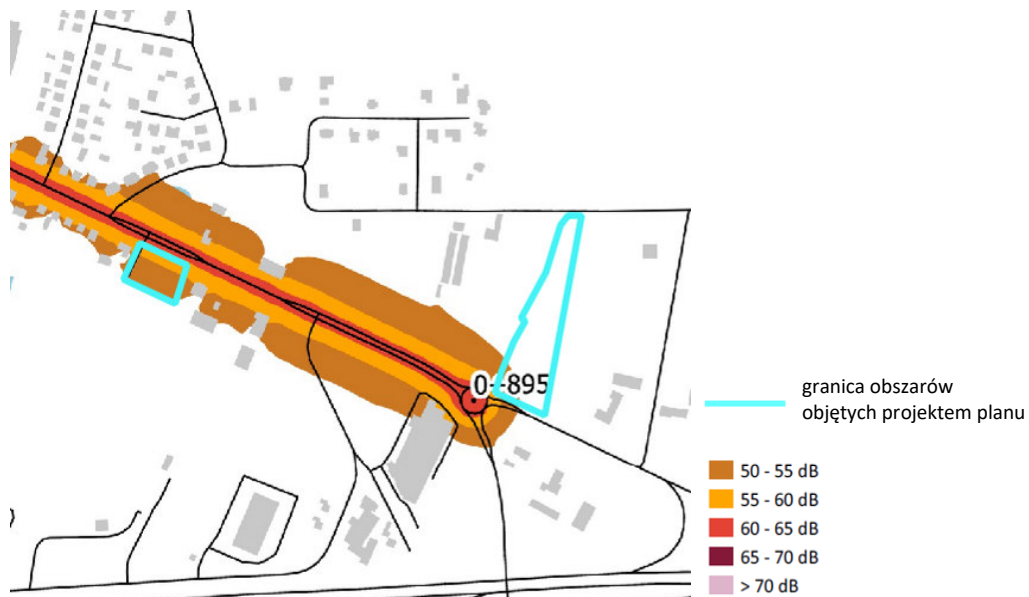 0+895
granica obszarów
objętych projektem planu
50 - 55 dB
55 - 60 dB
60 - 65 dB
65 - 70 dB
> 70 dB